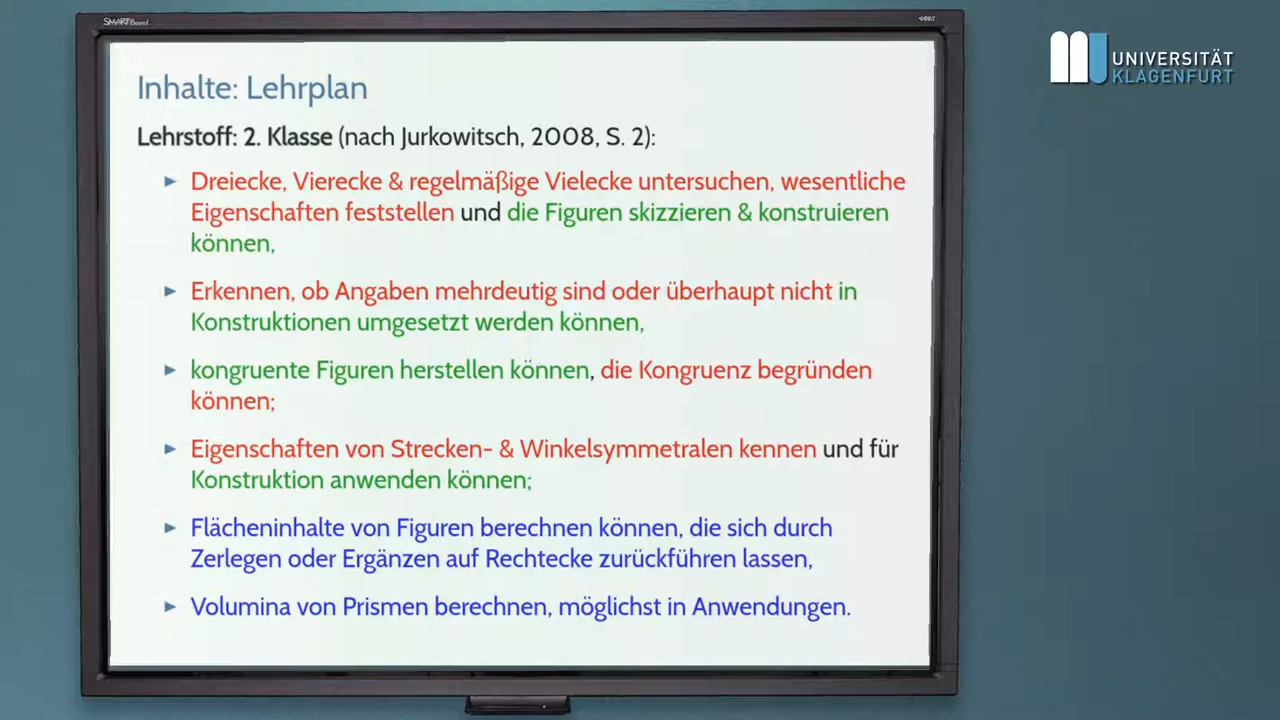 SMART Board
UNIVERSITÄT
KLAGENFURT
Inhalte: Lehrplan
Lehrstoff: 2. Klasse (nach Jurkowitsch, 2008, S. 2):
Dreiecke, Vierecke & regelmäßige Vielecke untersuchen, wesentliche
Eigenschaften feststellen und die Figuren skizzieren & konstruieren
können,
Erkennen, ob Angaben mehrdeutig sind oder überhaupt nicht in
Konstruktionen umgesetzt werden können,
kongruente Figuren herstellen können, die Kongruenz begründen
können;
Eigenschaften von Strecken- & Winkelsymmetralen kennen und für
Konstruktion anwenden können;
Flächeninhalte von Figuren berechnen können, die sich durch
Zerlegen oder Ergänzen auf Rechtecke zurückführen lassen,
Volumina von Prismen berechnen, möglichst in Anwendungen.